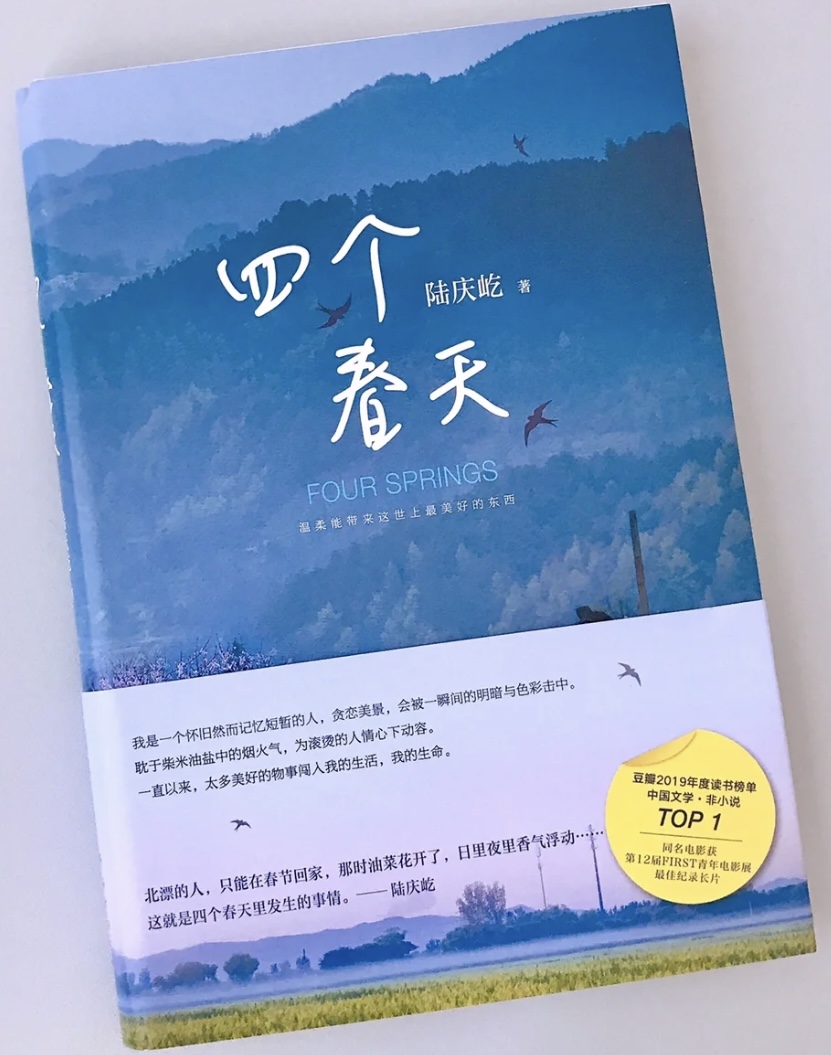 四个
春天
陆庆屹 著
FOUR SPRINGS
温柔能带来这世上最美好的东西
我是一个怀旧然而记忆短暂的人，贪恋美景，会被一瞬间的明暗与色彩击中。
耽于柴米油盐中的烟火气，为滚烫的人情心下动容。
一直以来，太多美好的物事闯入我的生活，我的生命。
豆瓣2019年度读书榜单
中国文学·非小说
TOP 1
同名电影获
第12届FIRST青年电影展
最佳纪录长片
北漂的人，只能在春节回家，那时油菜花开了，日里夜里香气浮动……
这就是四个春天里发生的事情。——陆庆屹